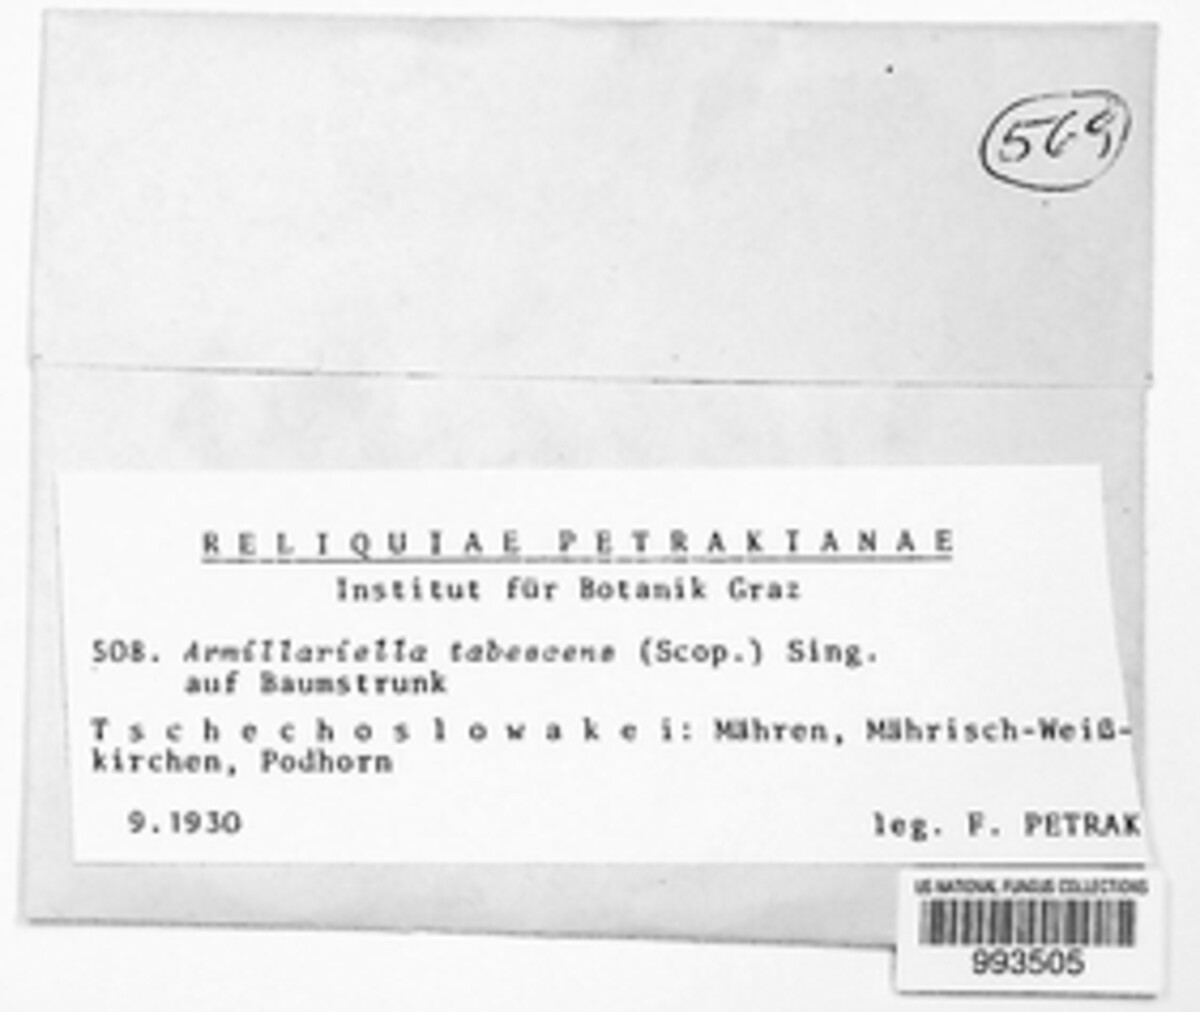 569
RELIQUIAE PETRAKIANAE
Institut für Botanik Graz
508. Armillariella tabescens (Scop.) Sing.
auf Baumstrunk
Tschechoslowakei: Mähren, Mährisch-Weiß-
kirchen, Podhorn
9.1930 leg. F. PETRAK
US NATIONAL FUNGUS COLLECTIONS
993505